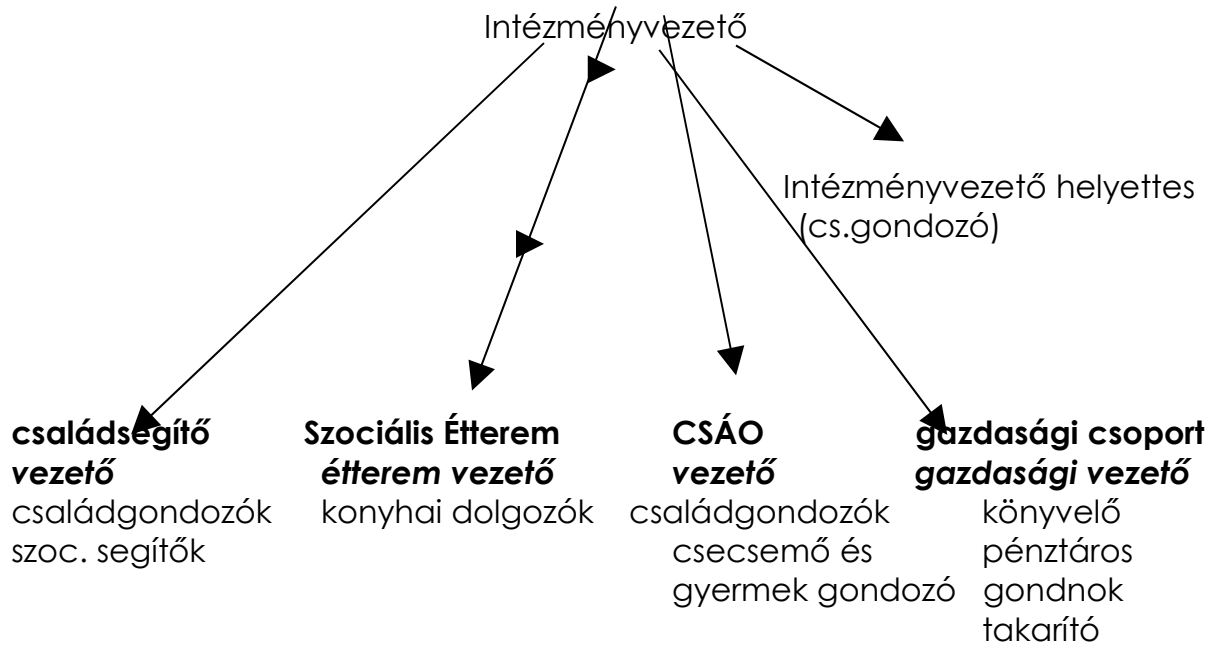 Intézményvezető
Intézményvezető helyettes
(cs.gondozó)
családsegítő Szociális Étterem CSÁO gazdasági csoport
vezető étterem vezető vezető gazdasági vezető
családgondozók konyhai dolgozók családgondozók könyvelő
szoc. segítők csecsemő és pénztáros
gyermek gondozó gondnok
takarító